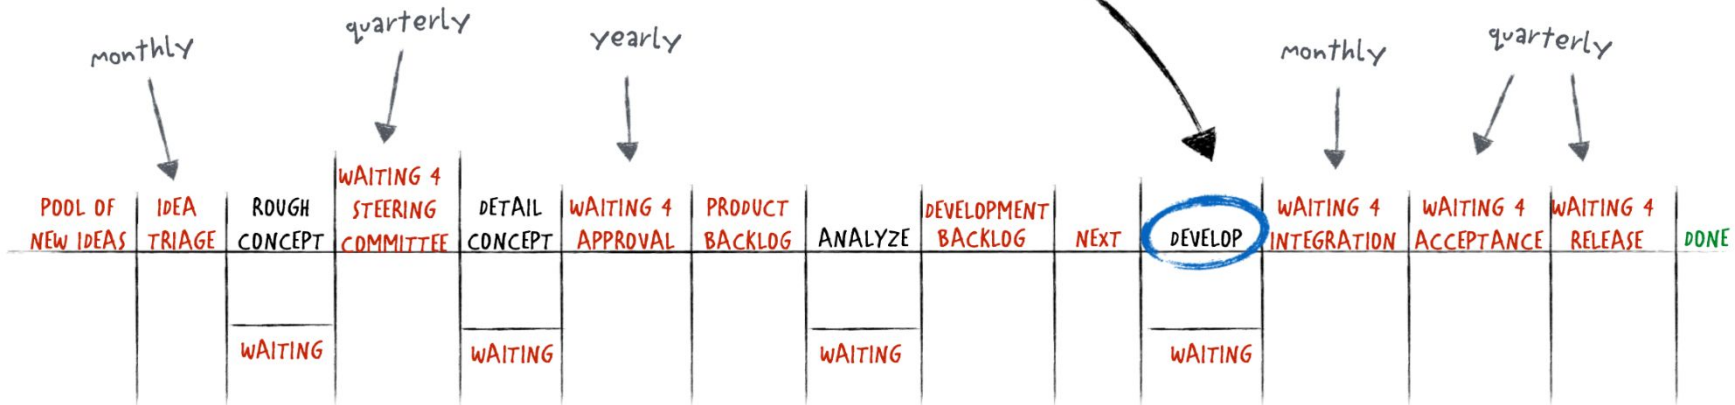 monthly
quarterly
yearly
monthly
quarterly
POOL OF
NEW IDEAS
IDEA
TRIAGE
ROUGH
CONCEPT
WAITING 4
STEERING
COMMITTEE
DETAIL
CONCEPT
WAITING 4
APPROVAL
PRODUCT
BACKLOG
ANALYZE
DEVELOPMENT
BACKLOG
NEXT
DEVELOP
WAITING 4
INTEGRATION
WAITING 4
ACCEPTANCE
WAITING 4
RELEASE
DONE
WAITING
WAITING
WAITING
WAITING